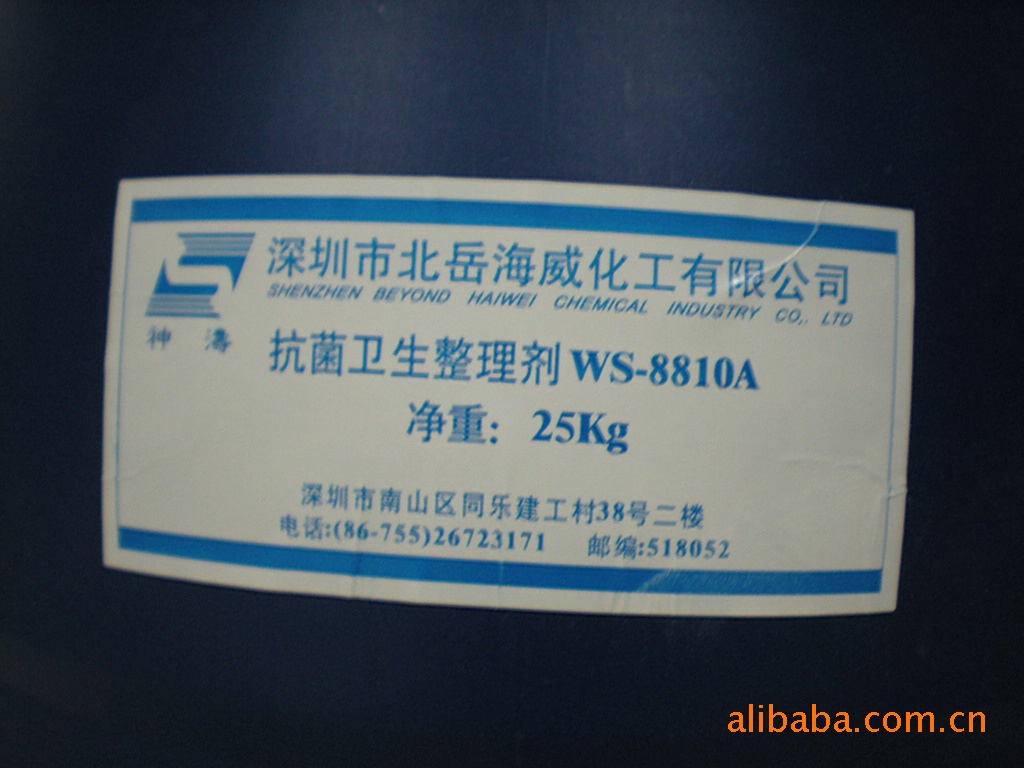 深圳市北岳海威化工有限公司
SHENZHEN BEYOND HAIWEI CHEMICAL INDUSTRY CO,. LTD
神涛
抗菌卫生整理剂 WS-8810A
净重: 25Kg
深圳市南山区同乐建工村38号二楼
电话:(86-755)26723171 邮编:518052
alibaba.com.cn